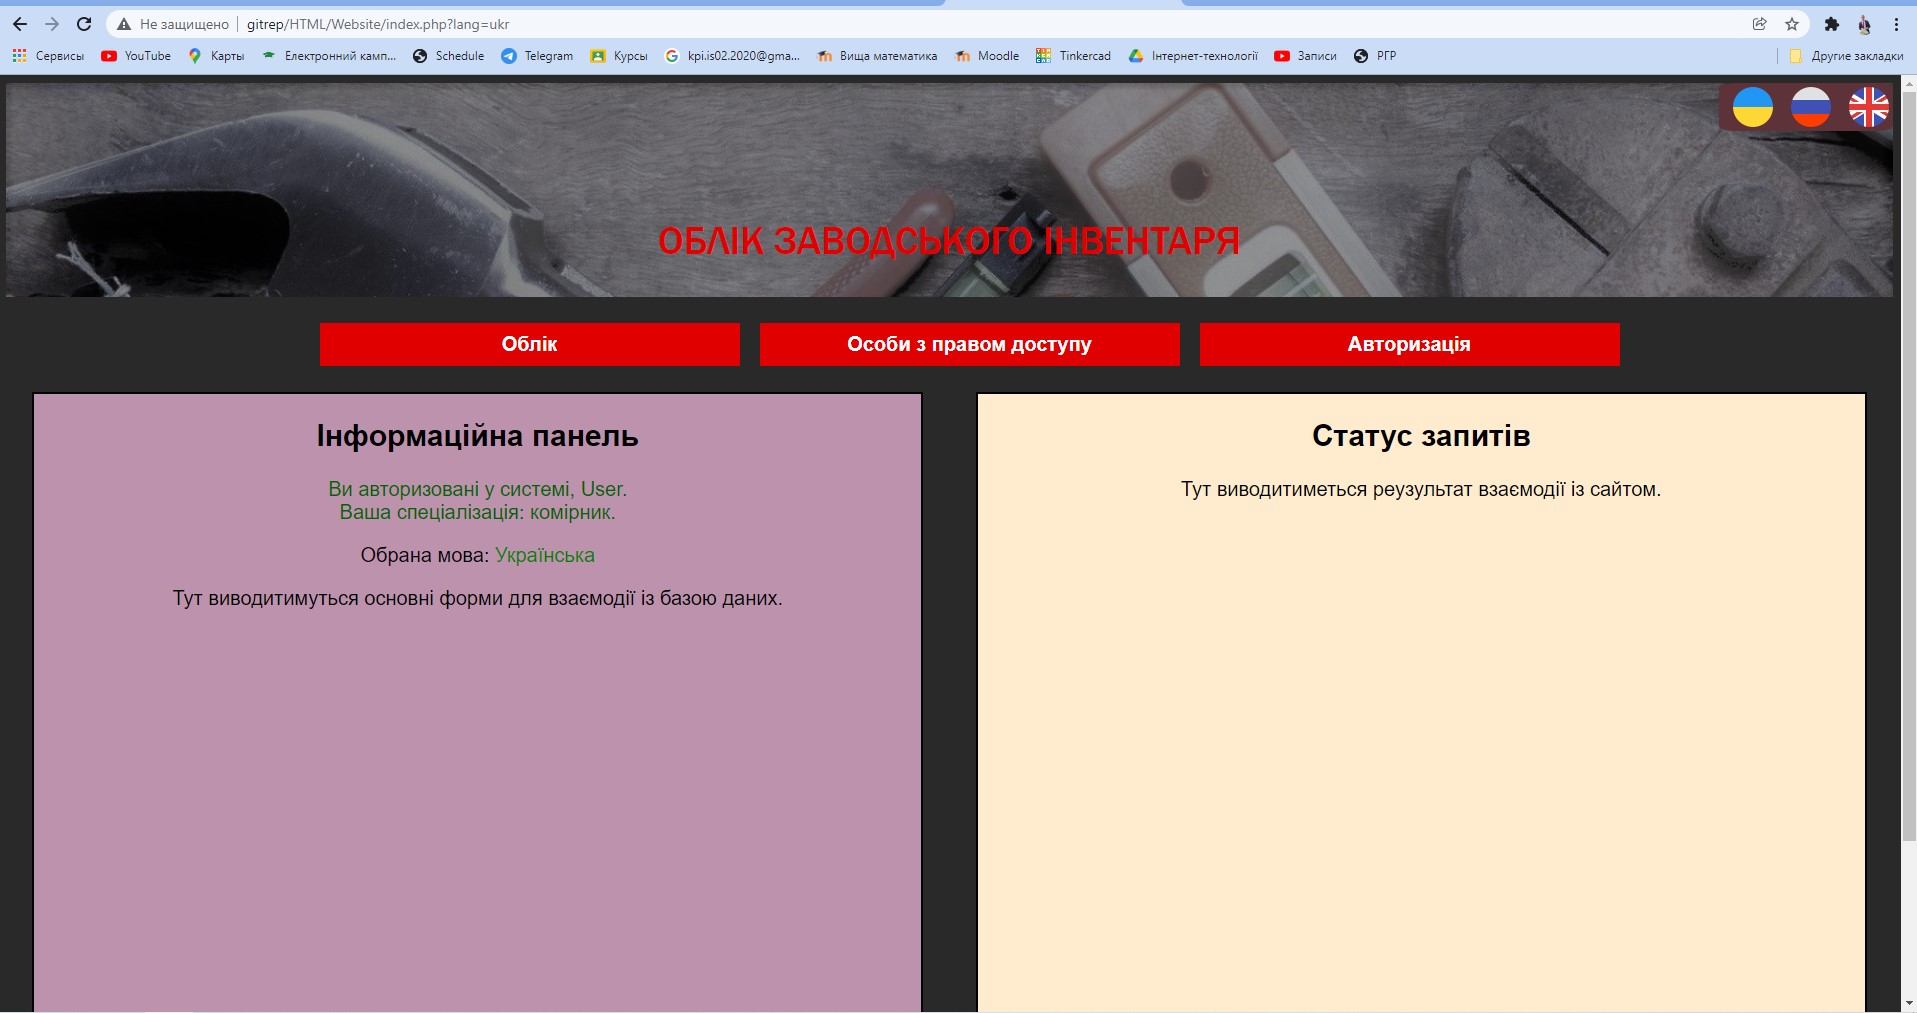 Не защищено gitrep/HTML/Website/index.php?lang=ukr
Сервисы YouTube Карты Електронний камп... Schedule Telegram Курсы kpi.is02.2020@gma... Вища математика Moodle Tinkercad Інтернет-технології Записи РГР Другие закладки
ОБЛІК ЗАВОДСЬКОГО ІНВЕНТАРЯ
Облік Особи з правом доступу Авторизація
Інформаційна панель
Ви авторизовані у системі, User.
Ваша спеціалізація: комірник.
Обрана мова: Українська
Тут виводитимуться основні форми для взаємодії із базою даних.
Статус запитів
Тут виводитиметься реузультат взаємодії із сайтом.